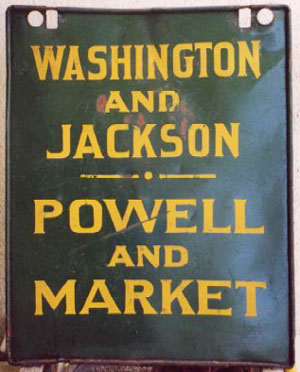 WASHINGTON
AND
JACKSON
POWELL
AND
MARKET